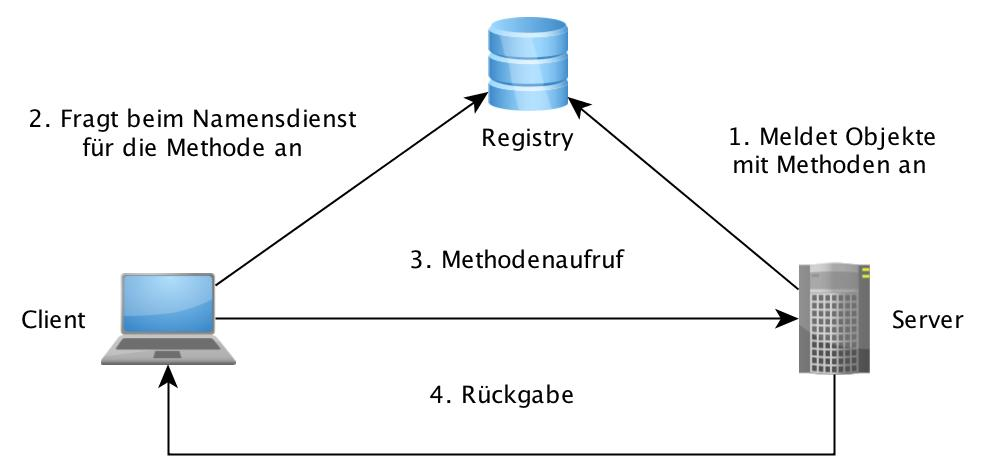 2. Fragt beim Namensdienst
für die Methode an
Registry
1. Meldet Objekte
mit Methoden an
3. Methodenaufruf
Client
Server
4. Rückgabe